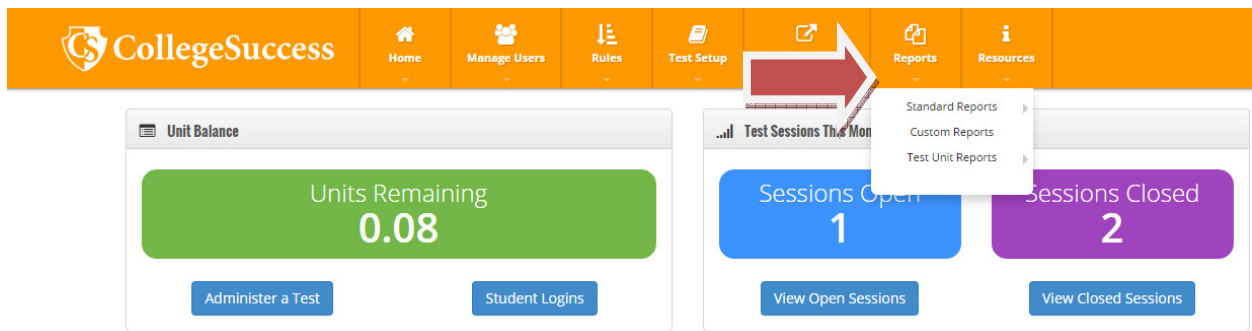 CS CollegeSuccess
Home
Manage Users
Rules
Test Setup
Reports
Resources
Standard Reports
Custom Reports
Test Unit Reports
Unit Balance
Units Remaining
0.08
Administer a Test
Student Logins
Test Sessions This Mon
Sessions Open
1
View Open Sessions
Sessions Closed
2
View Closed Sessions